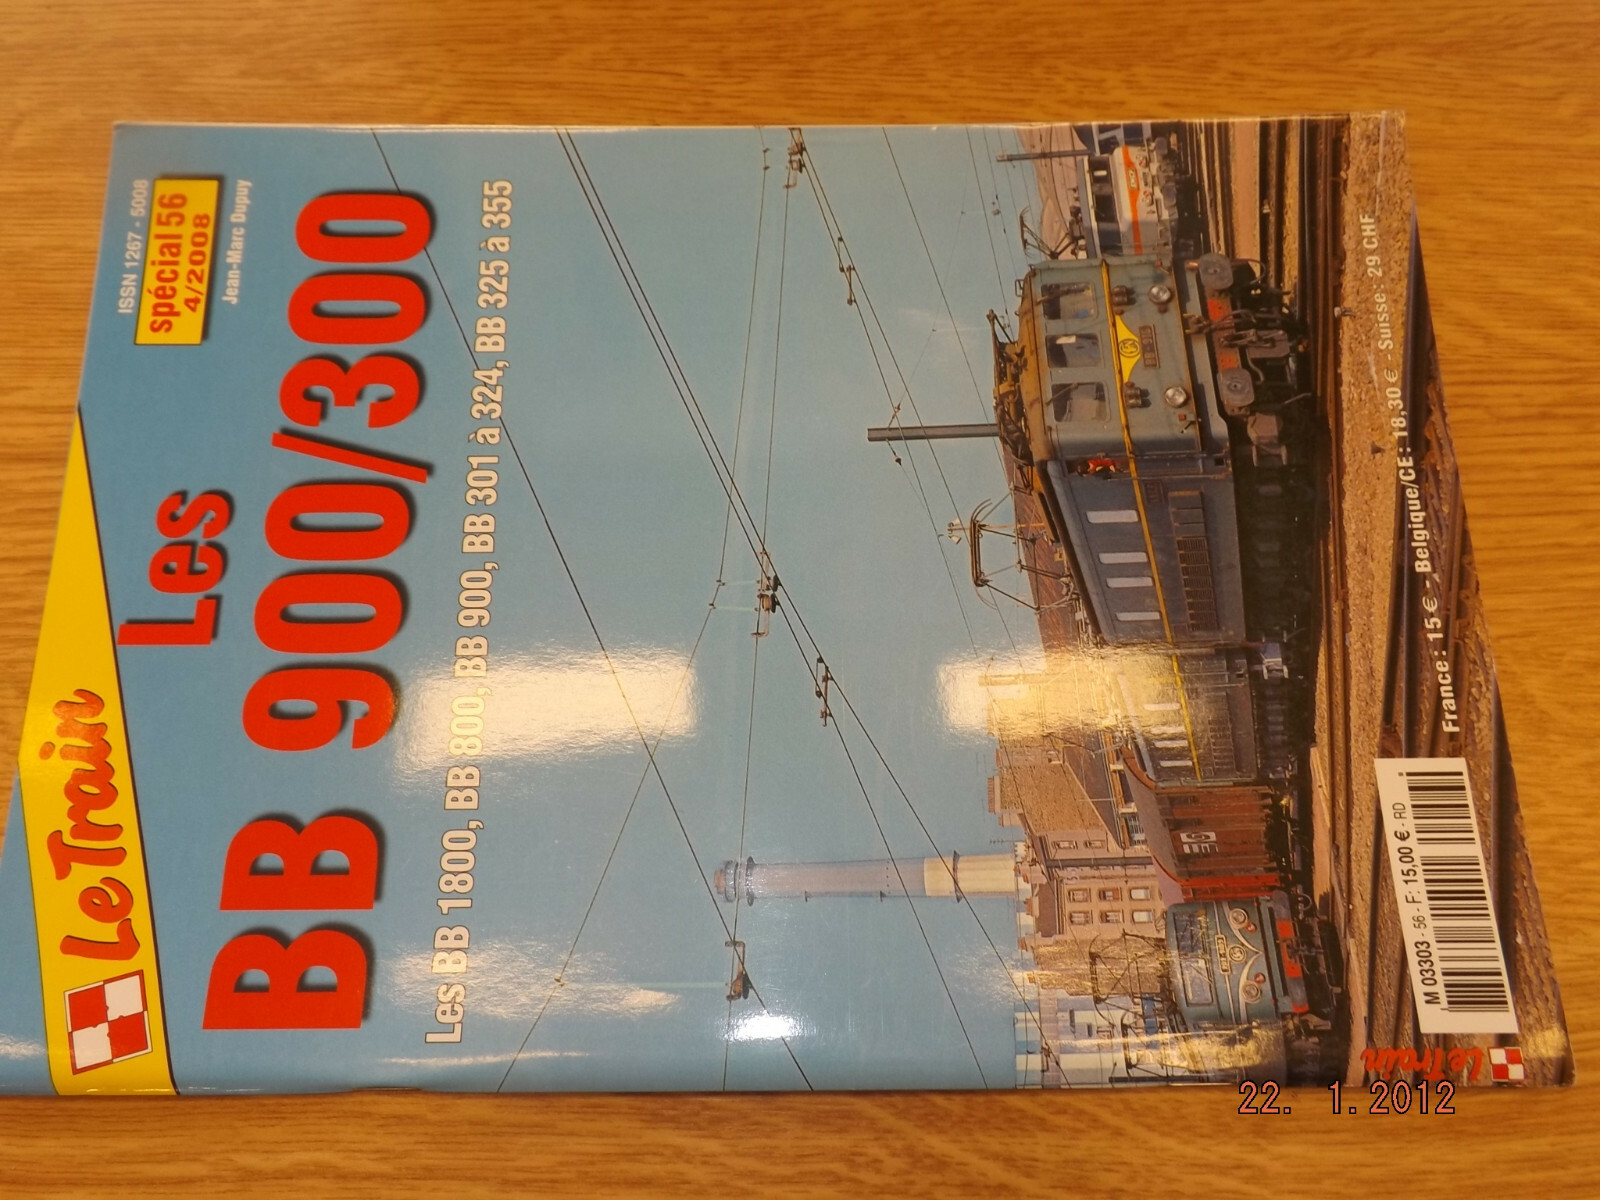 ISSN 1267 - 5008
spécial 56
4/2008
Jean-Marc Dupuy
Le Train
Les
BB 900/300
Les BB 1800, BB 800, BB 900, BB 301 à 324, BB 325 à 355
France : 15 € - Belgique/CE : 18,30 € - Suisse : 29 CHF
M 03303 - 56 - F: 15,00 € - RD
Le Train
22. 1.2012